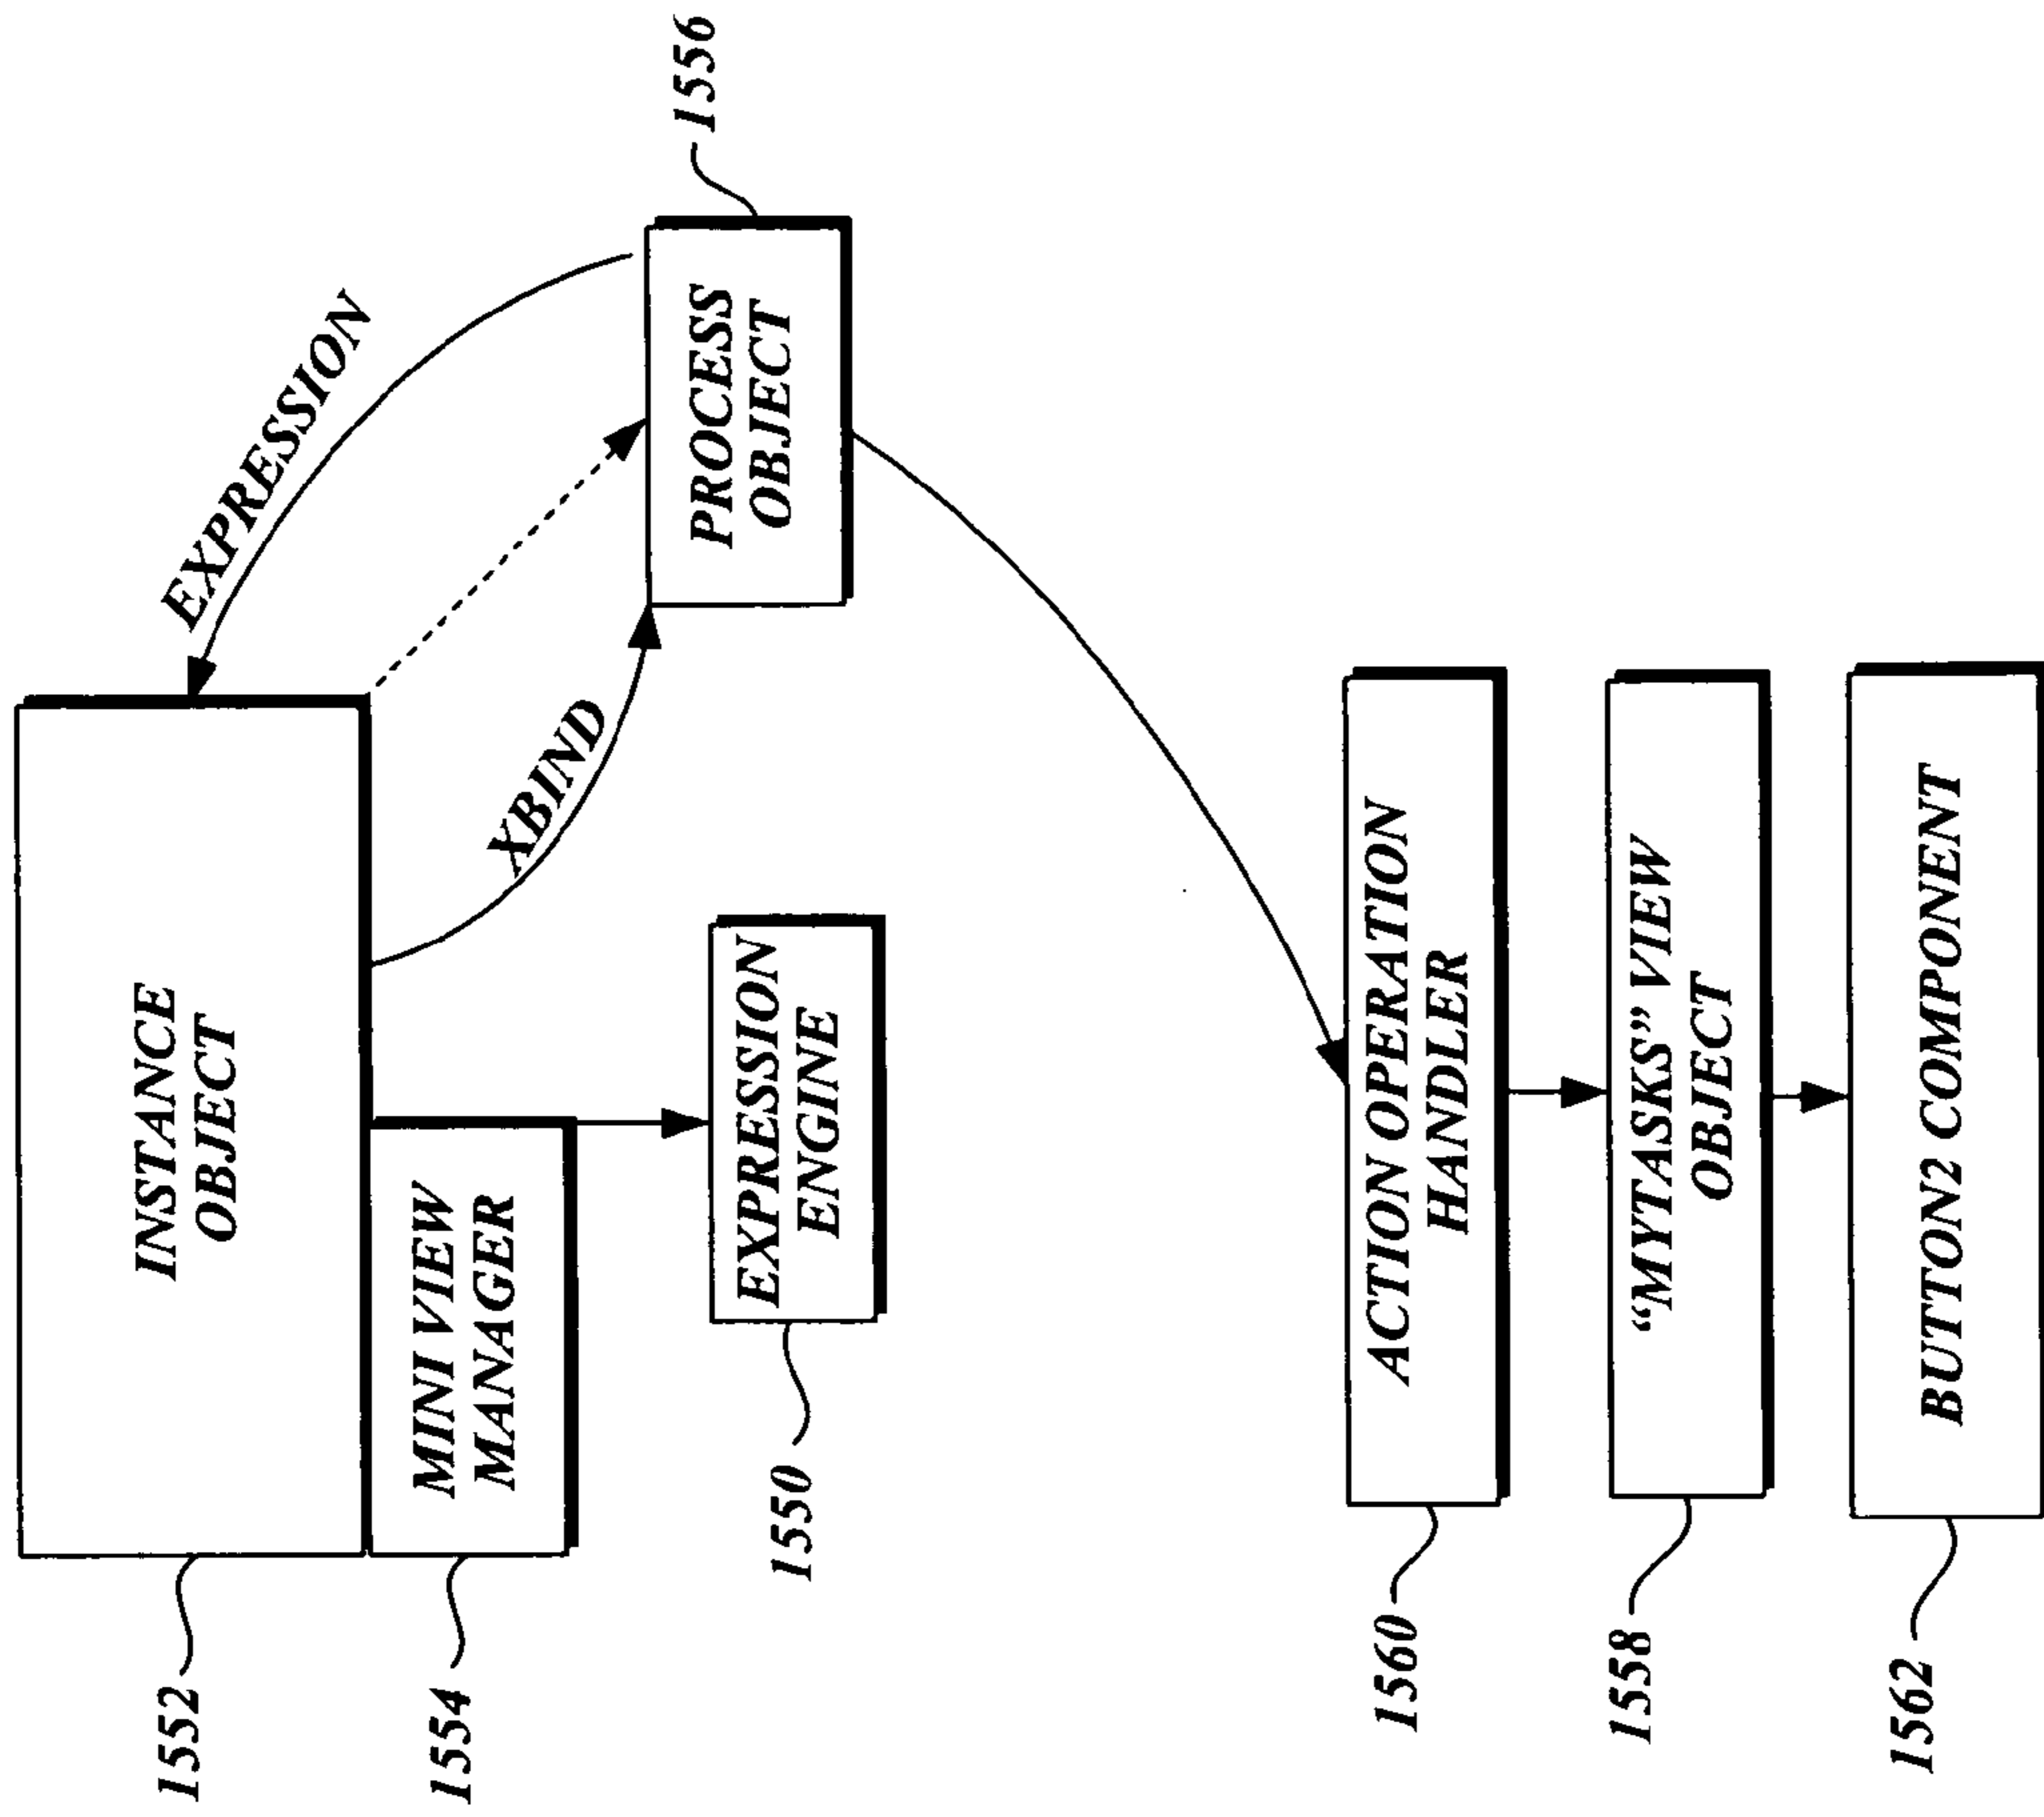 1552
INSTANCE
OBJECT
EXPRESSION
1554
MINI VIEW
MANAGER
XBIND
1556
PROCESS
OBJECT
1550
EXPRESSION
ENGINE
1560
ACTION OPERATION
HANDLER
1558
“MYTASKS” VIEW
OBJECT
1562
BUTTON2 COMPONENT